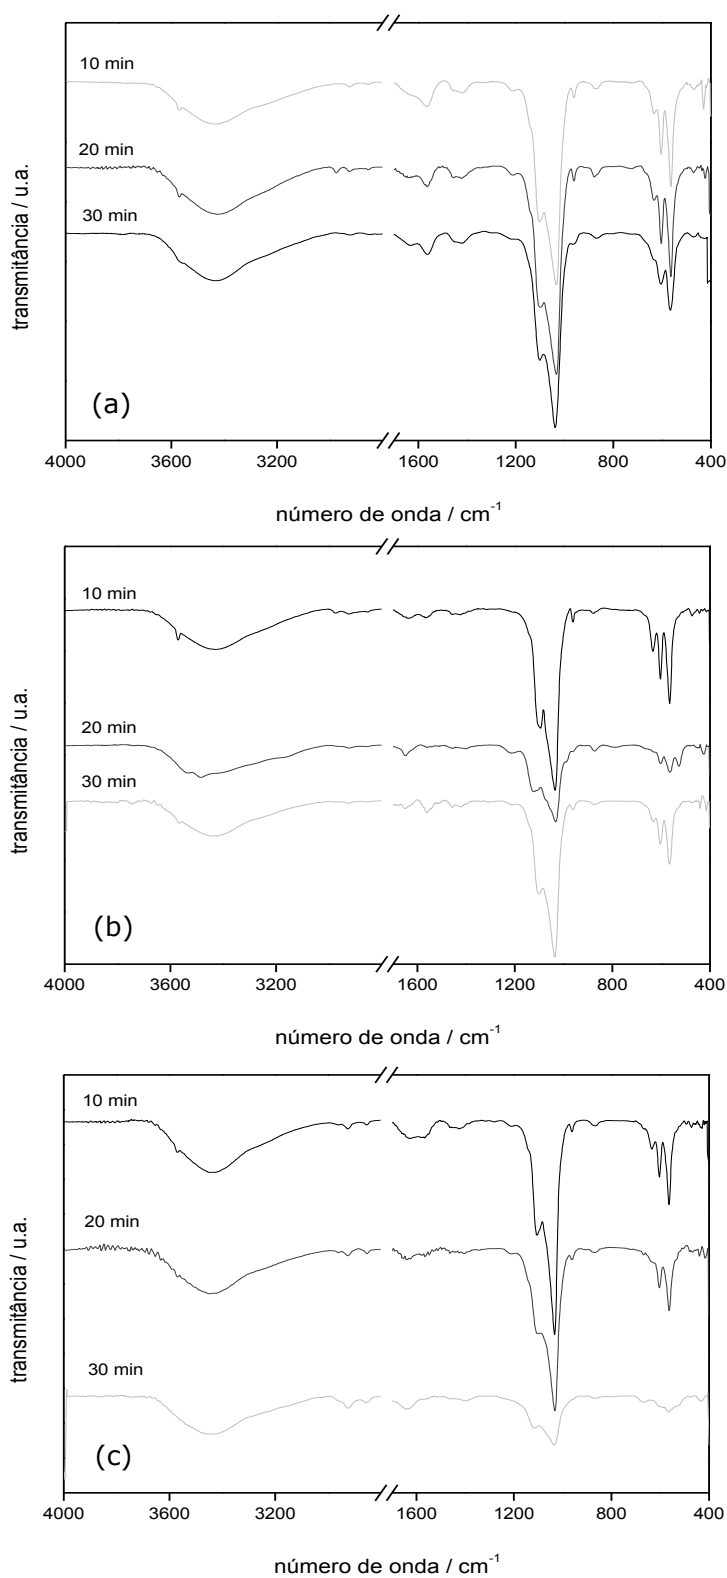 10 min
20 min
30 min
transmitância / u.a.
(a)
4000 3600 3200 1600 1200 800 400
número de onda / cm⁻¹
10 min
20 min
30 min
transmitância / u.a.
(b)
4000 3600 3200 1600 1200 800 400
número de onda / cm⁻¹
10 min
20 min
30 min
transmitância / u.a.
(c)
4000 3600 3200 1600 1200 800 400
número de onda / cm⁻¹